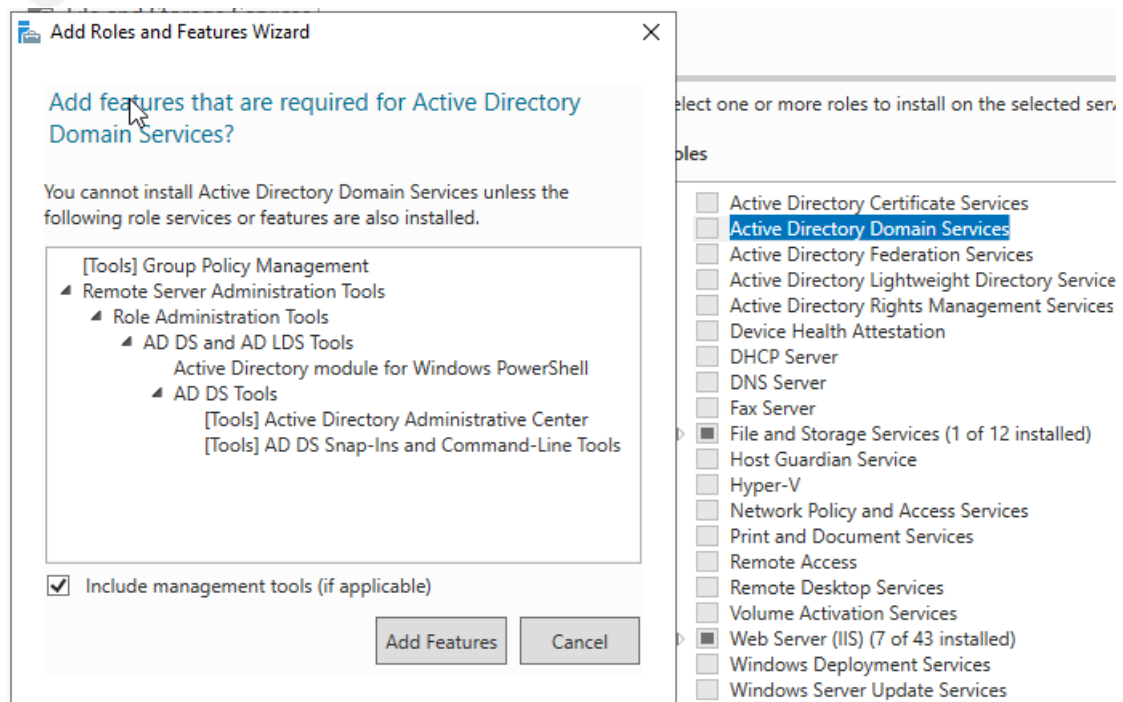 Add Roles and Features Wizard
Add features that are required for Active Directory
Domain Services?
You cannot install Active Directory Domain Services unless the
following role services or features are also installed.
[Tools] Group Policy Management
Remote Server Administration Tools
Role Administration Tools
AD DS and AD LDS Tools
Active Directory module for Windows PowerShell
AD DS Tools
[Tools] Active Directory Administrative Center
[Tools] AD DS Snap-Ins and Command-Line Tools
Include management tools (if applicable)
Add Features
Cancel
elect one or more roles to install on the selected ser
oles
Active Directory Certificate Services
Active Directory Domain Services
Active Directory Federation Services
Active Directory Lightweight Directory Service
Active Directory Rights Management Services
Device Health Attestation
DHCP Server
DNS Server
Fax Server
File and Storage Services (1 of 12 installed)
Host Guardian Service
Hyper-V
Network Policy and Access Services
Print and Document Services
Remote Access
Remote Desktop Services
Volume Activation Services
Web Server (IIS) (7 of 43 installed)
Windows Deployment Services
Windows Server Update Services